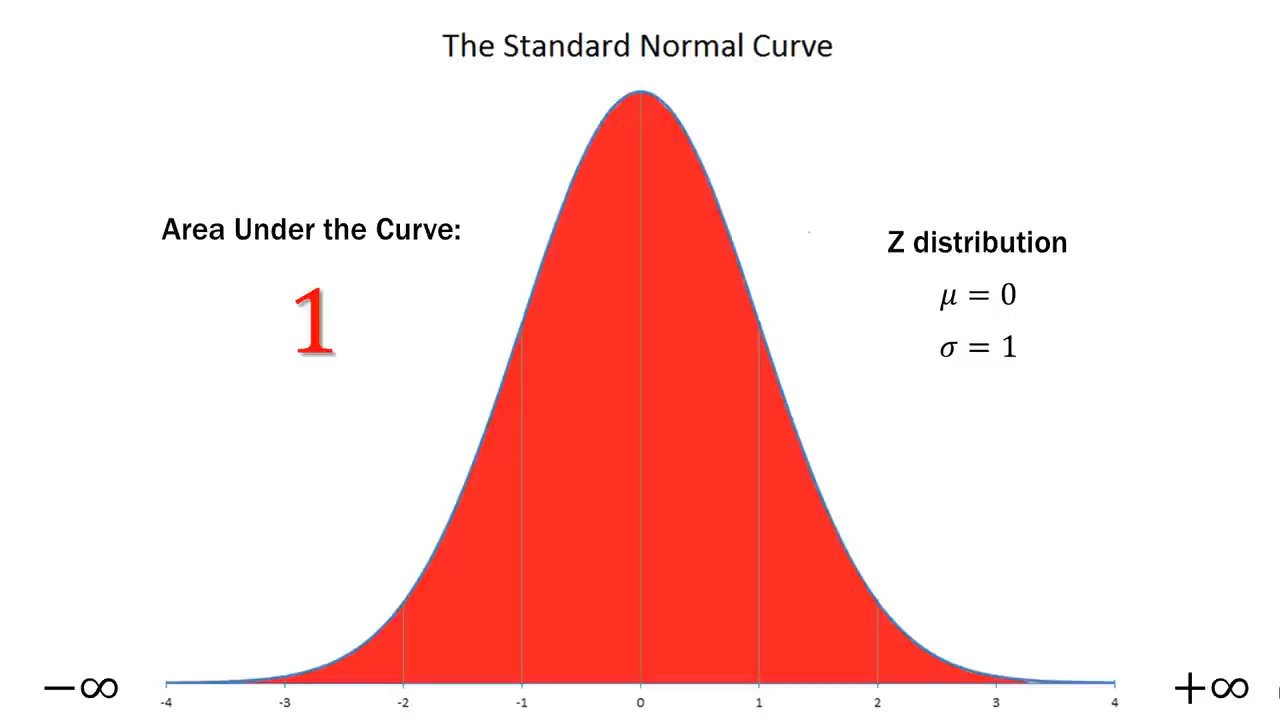 The Standard Normal Curve
Area Under the Curve:
1
Z distribution
μ = 0
σ = 1
−∞
-4 -3 -2 -1 0 1 2 3 4
+∞